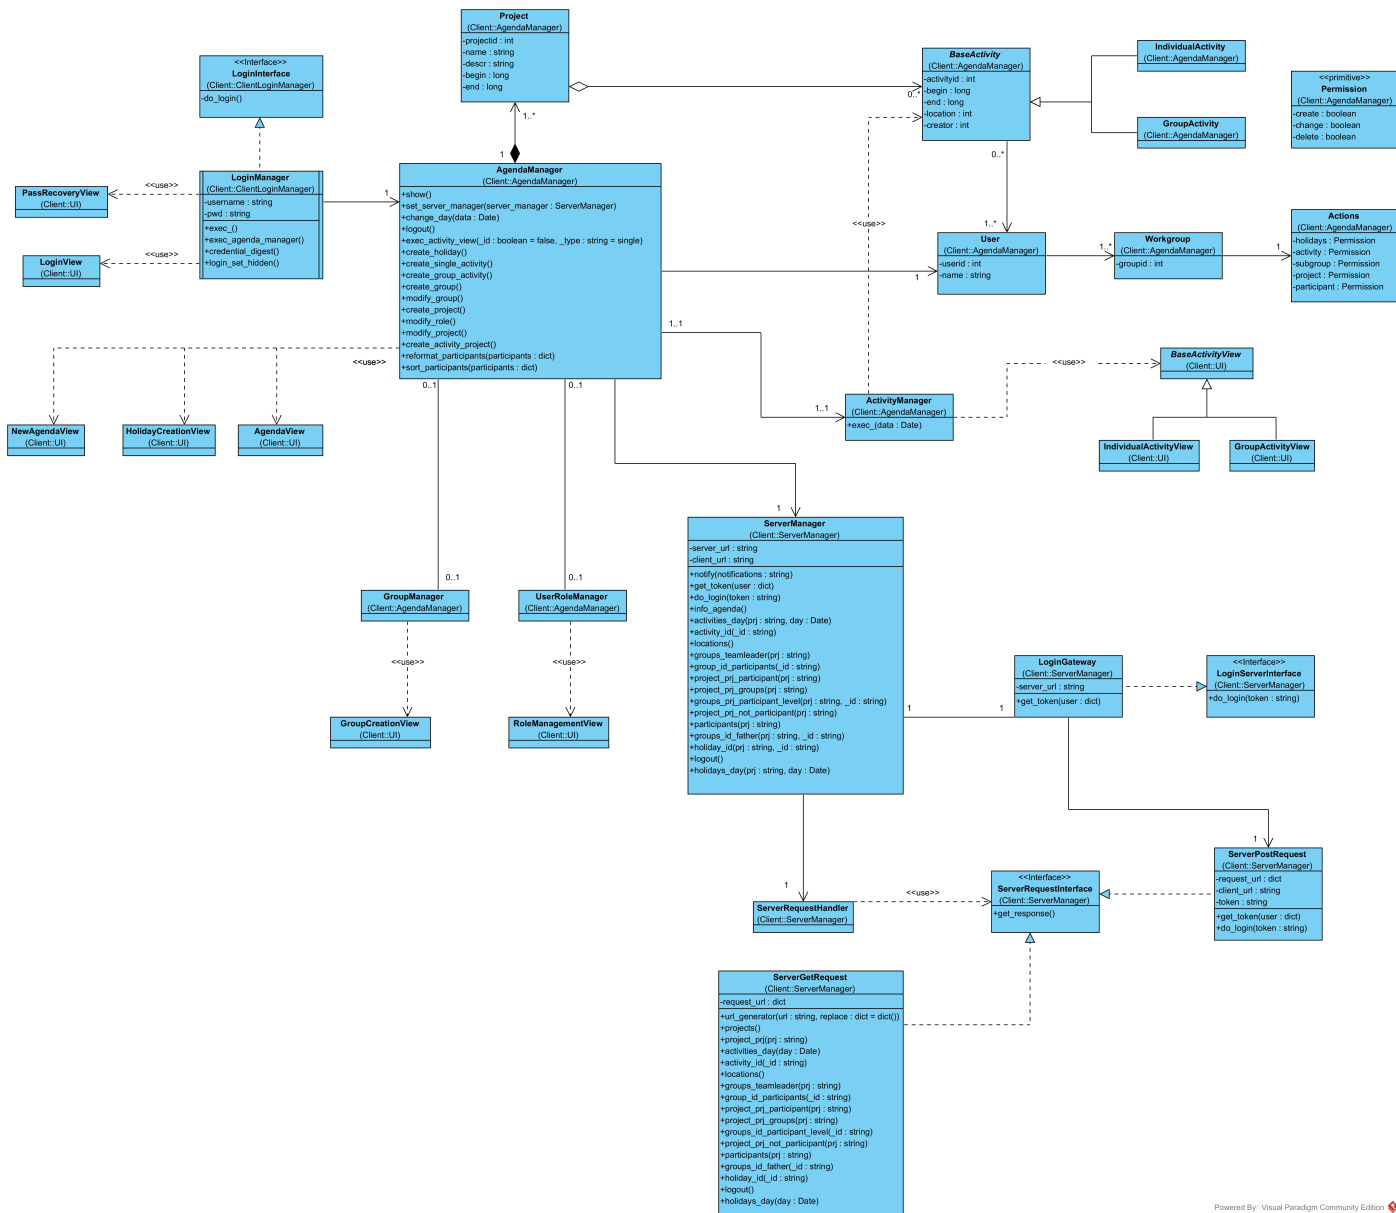 Project
(Client::AgendaManager)
-projectid : int
-name : string
-descr : string
-begin : long
-end : long
<<Interface>>
LoginInterface
(Client::ClientLoginManager)
-do_login()
BaseActivity
(Client::AgendaManager)
-activityid : int
-begin : long
-end : long
-location : int
-creator : int
IndividualActivity
(Client::AgendaManager)
GroupActivity
(Client::AgendaManager)
<<primitive>>
Permission
(Client::AgendaManager)
-create : boolean
-change : boolean
-delete : boolean
0..*
1..*
1
0..*
1..*
LoginManager
(Client::ClientLoginManager)
-username : string
-pwd : string
+exec_()
+exec_agenda_manager()
+credential_digest()
+login_set_hidden()
<<use>>
PassRecoveryView
(Client::UI)
<<use>>
LoginView
(Client::UI)
1
AgendaManager
(Client::AgendaManager)
+show()
+set_server_manager(server_manager : ServerManager)
+change_day(data : Date)
+logout()
+exec_activity_view(_id : boolean = false, _type : string = single)
+create_holiday()
+create_single_activity()
+create_group_activity()
+create_group()
+modify_group()
+create_project()
+modify_role()
+modify_project()
+create_activity_project()
+reformat_participants(participants : dict)
+sort_participants(participants : dict)
<<use>>
User
(Client::AgendaManager)
-userid : int
-name : string
1
1..*
Workgroup
(Client::AgendaManager)
-groupid : int
1
Actions
(Client::AgendaManager)
-holidays : Permission
-activity : Permission
-subgroup : Permission
-project : Permission
-participant : Permission
1..1
1..1
<<use>>
NewAgendaView
(Client::UI)
HolidayCreationView
(Client::UI)
AgendaView
(Client::UI)
ActivityManager
(Client::AgendaManager)
+exec_(data : Date)
<<use>>
BaseActivityView
(Client::UI)
IndividualActivityView
(Client::UI)
GroupActivityView
(Client::UI)
0..1
0..1
0..1
0..1
1
GroupManager
(Client::AgendaManager)
UserRoleManager
(Client::AgendaManager)
<<use>>
<<use>>
GroupCreationView
(Client::UI)
RoleManagementView
(Client::UI)
ServerManager
(Client::ServerManager)
-server_url : string
-client_url : string
+notify(notifications : string)
+get_token(user : dict)
+do_login(token : string)
+info_agenda()
+activities_day(prj : string, day : Date)
+activity_id(_id : string)
+locations()
+groups_teamleader(prj : string)
+group_id_participants(_id : string)
+project_prj_participant(prj : string)
+project_prj_groups(prj : string)
+groups_prj_participant_level(prj : string, _id : string)
+project_prj_not_participant(prj : string)
+participants(prj : string)
+groups_id_father(prj : string, _id : string)
+holiday_id(prj : string, _id : string)
+logout()
+holidays_day(prj : string, day : Date)
1
1
LoginGateway
(Client::ServerManager)
-server_url : string
+get_token(user : dict)
<<Interface>>
LoginServerInterface
(Client::ServerManager)
+do_login(token : string)
1
ServerPostRequest
(Client::ServerManager)
-request_url : dict
-client_url : string
-token : string
+get_token(user : dict)
+do_login(token : string)
1
ServerRequestHandler
(Client::ServerManager)
<<use>>
<<Interface>>
ServerRequestInterface
(Client::ServerManager)
+get_response()
ServerGetRequest
(Client::ServerManager)
-request_url : dict
+url_generator(url : string, replace : dict = dict())
+projects()
+project_prj(prj : string)
+activities_day(day : Date)
+activity_id(_id : string)
+locations()
+groups_teamleader(prj : string)
+group_id_participants(_id : string)
+project_prj_participant(prj : string)
+project_prj_groups(prj : string)
+groups_id_participant_level(_id : string)
+project_prj_not_participant(prj : string)
+participants(prj : string)
+groups_id_father(_id : string)
+holiday_id(_id : string)
+logout()
+holidays_day(day : Date)
Powered By: Visual Paradigm Community Edition